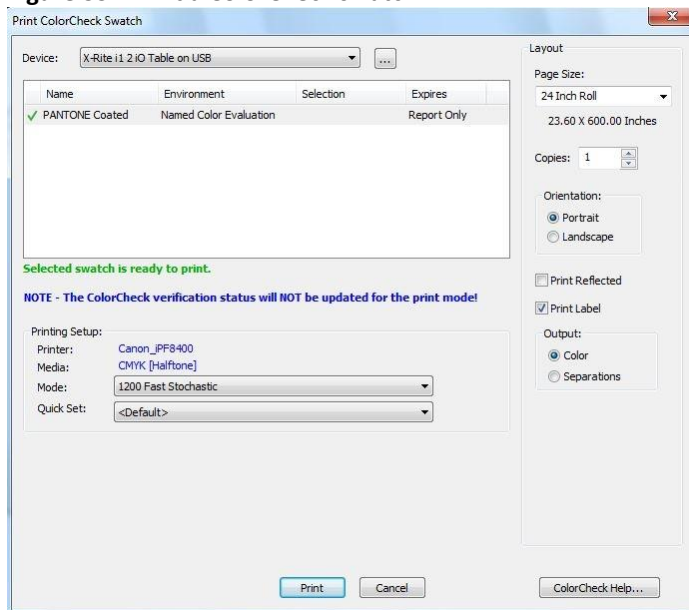 Print ColorCheck Swatch
Device: X-Rite i1 2 iO Table on USB ...
Name Environment Selection Expires
PANTONE Coated Named Color Evaluation Report Only
Selected swatch is ready to print.
NOTE - The ColorCheck verification status will NOT be updated for the print mode!
Printing Setup:
Printer: Canon_iPF8400
Media: CMYK [Halftone]
Mode: 1200 Fast Stochastic
Quick Set: <Default>
Print Cancel
Layout
Page Size:
24 Inch Roll
23.60 X 600.00 Inches
Copies: 1
Orientation:
Portrait
Landscape
Print Reflected
Print Label
Output:
Color
Separations
ColorCheck Help...